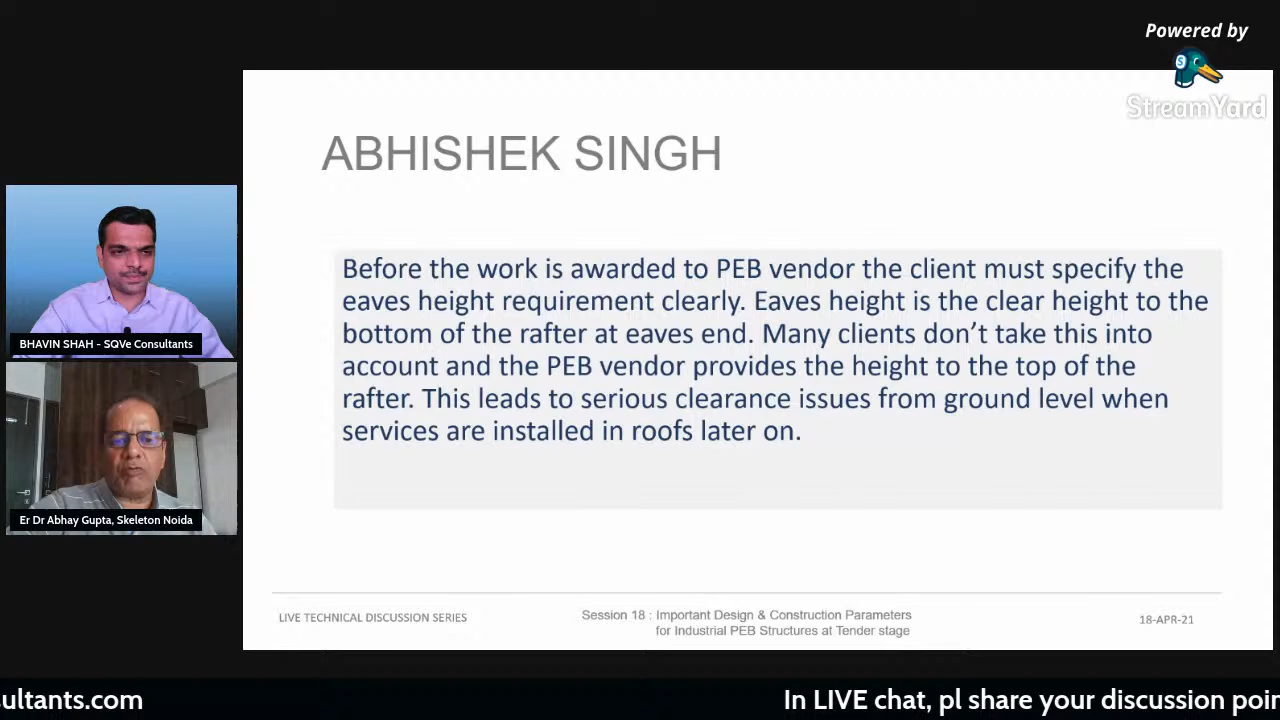 Powered by
StreamYard
ABHISHEK SINGH
Before the work is awarded to PEB vendor the client must specify the
eaves height requirement clearly. Eaves height is the clear height to the
bottom of the rafter at eaves end. Many clients don’t take this into
account and the PEB vendor provides the height to the top of the
rafter. This leads to serious clearance issues from ground level when
services are installed in roofs later on.
BHAVIN SHAH - SQVe Consultants
Er Dr Abhay Gupta, Skeleton Noida
LIVE TECHNICAL DISCUSSION SERIES
Session 18 : Important Design & Construction Parameters
for Industrial PEB Structures at Tender stage
18-APR-21
ultants.com
In LIVE chat, pl share your discussion poin